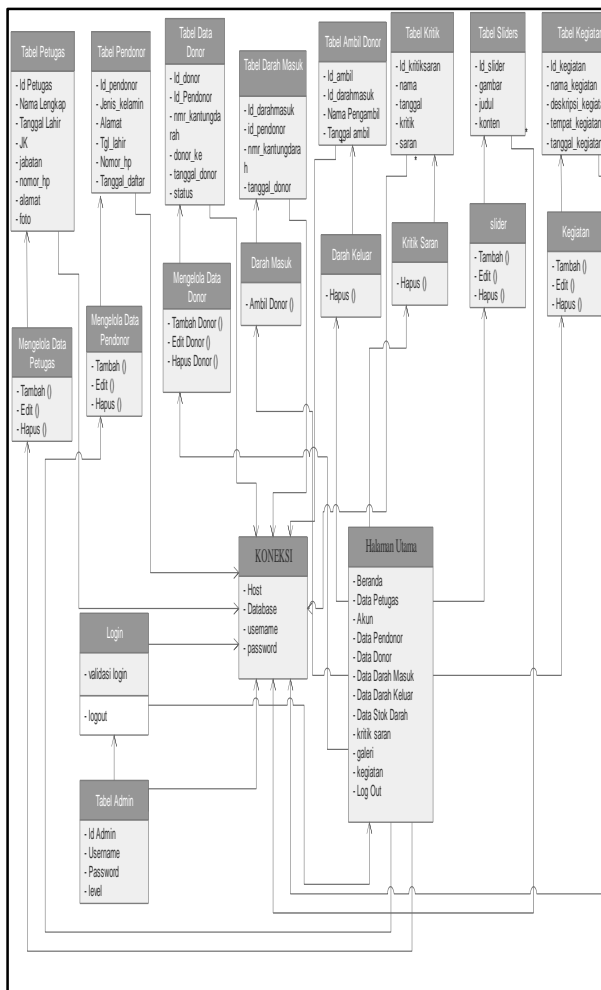 Tabel Petugas
- Id Petugas
- Nama Lengkap
- Tanggal Lahir
- JK
- jabatan
- nomor_hp
- alamat
- foto
Tabel Pendonor
- Id_pendonor
- Jenis_kelamin
- Alamat
- Tgl_lahir
- Nomor_hp
- Tanggal_daftar
Tabel Data
Donor
- Id_donor
- Id_Pendonor
- nmr_kantungda
rah
- donor_ke
- tanggal_donor
- status
Tabel Darah Masuk
- Id_darahmasuk
- id_pendonor
- nmr_kantungdara
h
- tanggal_donor
Tabel Ambil Donor
- Id_ambil
- Id_darahmasuk
- Nama Pengambil
- Tanggal ambil
Tabel Kritik
- Id_kritiksaran
- nama
- tanggal
- kritik
- saran
Tabel Sliders
- Id_slider
- gambar
- judul
- konten
Tabel Kegiatan
- Id_kegiatan
- nama_kegiatan
- deskripsi_kegiata
- tempat_kegiatan
- tanggal_kegiatan
Mengelola Data
Petugas
- Tambah ()
- Edit ()
- Hapus ()
Mengelola Data
Pendonor
- Tambah ()
- Edit ()
- Hapus ()
Mengelola Data
Donor
- Tambah Donor ()
- Edit Donor ()
- Hapus Donor ()
Darah Masuk
- Ambil Donor ()
Darah Keluar
- Hapus ()
Kritik Saran
- Hapus ()
slider
- Tambah ()
- Edit ()
- Hapus ()
Kegiatan
- Tambah ()
- Edit ()
- Hapus ()
KONEKSI
- Host
- Database
- username
- password
Halaman Utama
- Beranda
- Data Petugas
- Akun
- Data Pendonor
- Data Donor
- Data Darah Masuk
- Data Darah Keluar
- Data Stok Darah
- kritik saran
- galeri
- kegiatan
- Log Out
Login
- validasi login
- logout
Tabel Admin
- Id Admin
- Username
- Password
- level